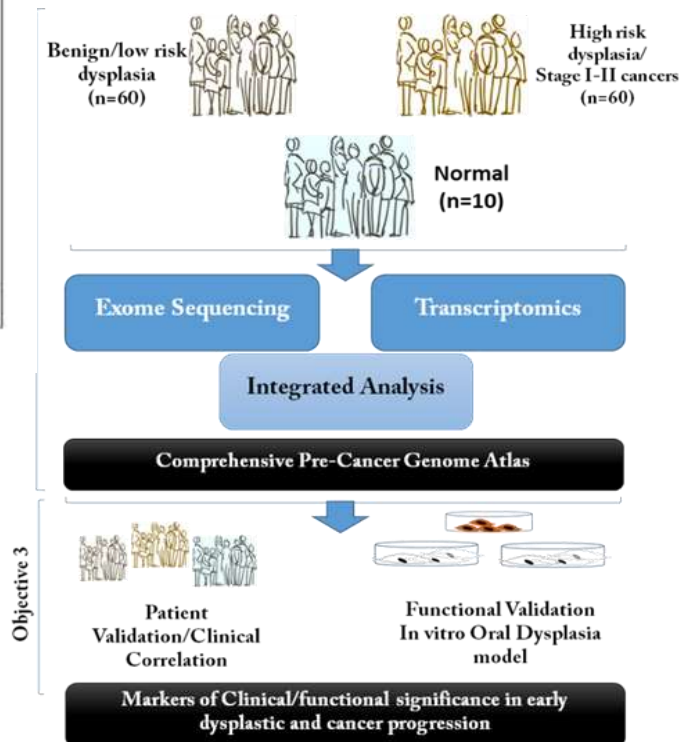 Benign/low risk
dysplasia
(n=60)
High risk
dysplasia/
Stage I-II cancers
(n=60)
Normal
(n=10)
Exome Sequencing
Transcriptomics
Integrated Analysis
Comprehensive Pre-Cancer Genome Atlas
Objective 3
Patient
Validation/Clinical
Correlation
Functional Validation
In vitro Oral Dysplasia
model
Markers of Clinical/functional significance in early
dysplastic and cancer progression